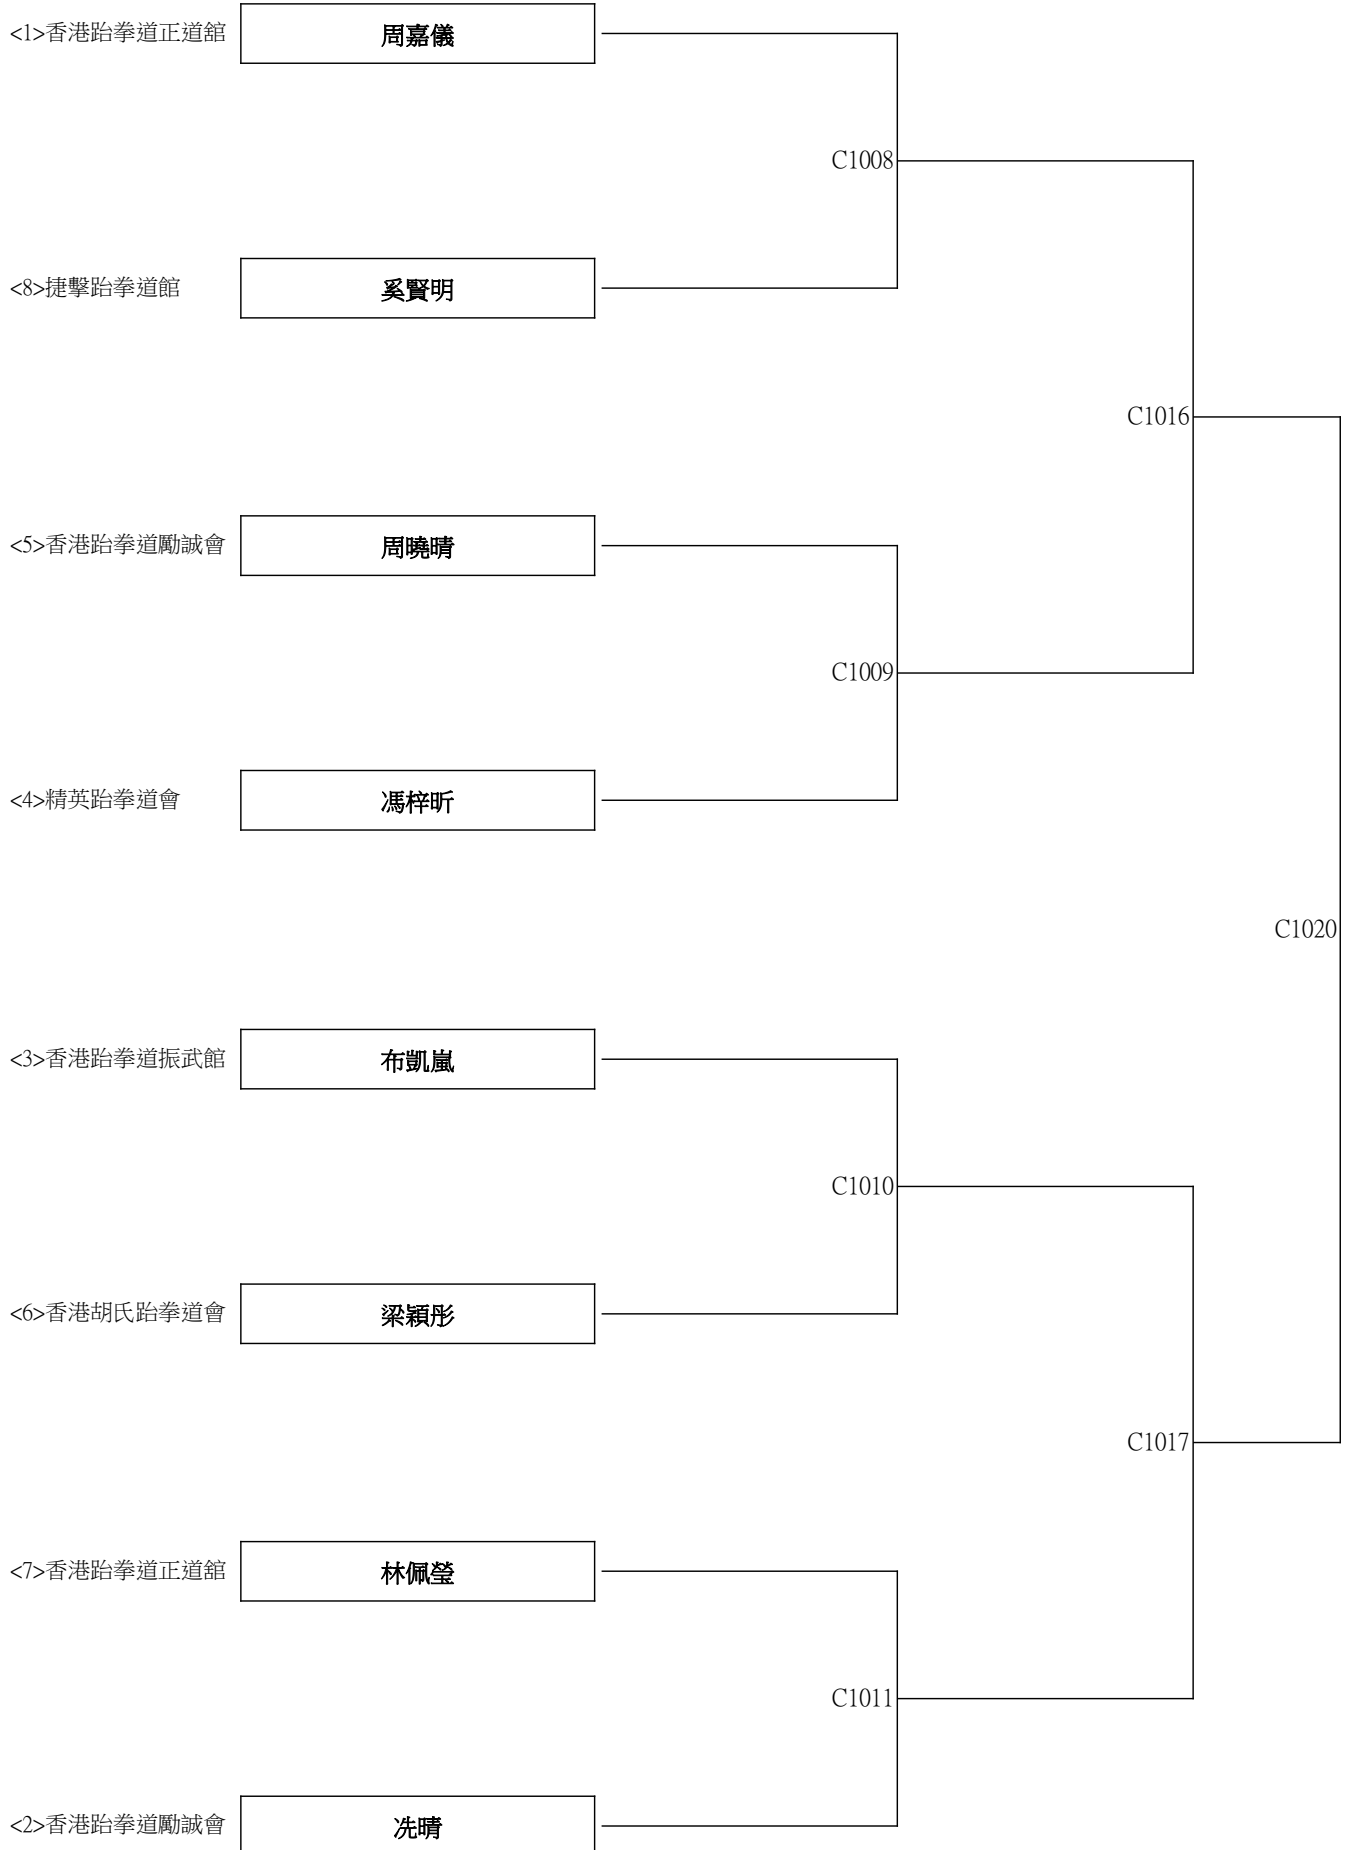 <1>香港跆拳道正道舘 周嘉儀
C1008
<8>捷擊跆拳道館 奚賢明
C1016
<5>香港跆拳道勵誠會 周曉晴
C1009
<4>精英跆拳道會 馮梓昕
C1020
<3>香港跆拳道振武館 布凱嵐
C1010
<6>香港胡氏跆拳道會 梁穎彤
C1017
<7>香港跆拳道正道舘 林佩瑩
C1011
<2>香港跆拳道勵誠會 冼晴